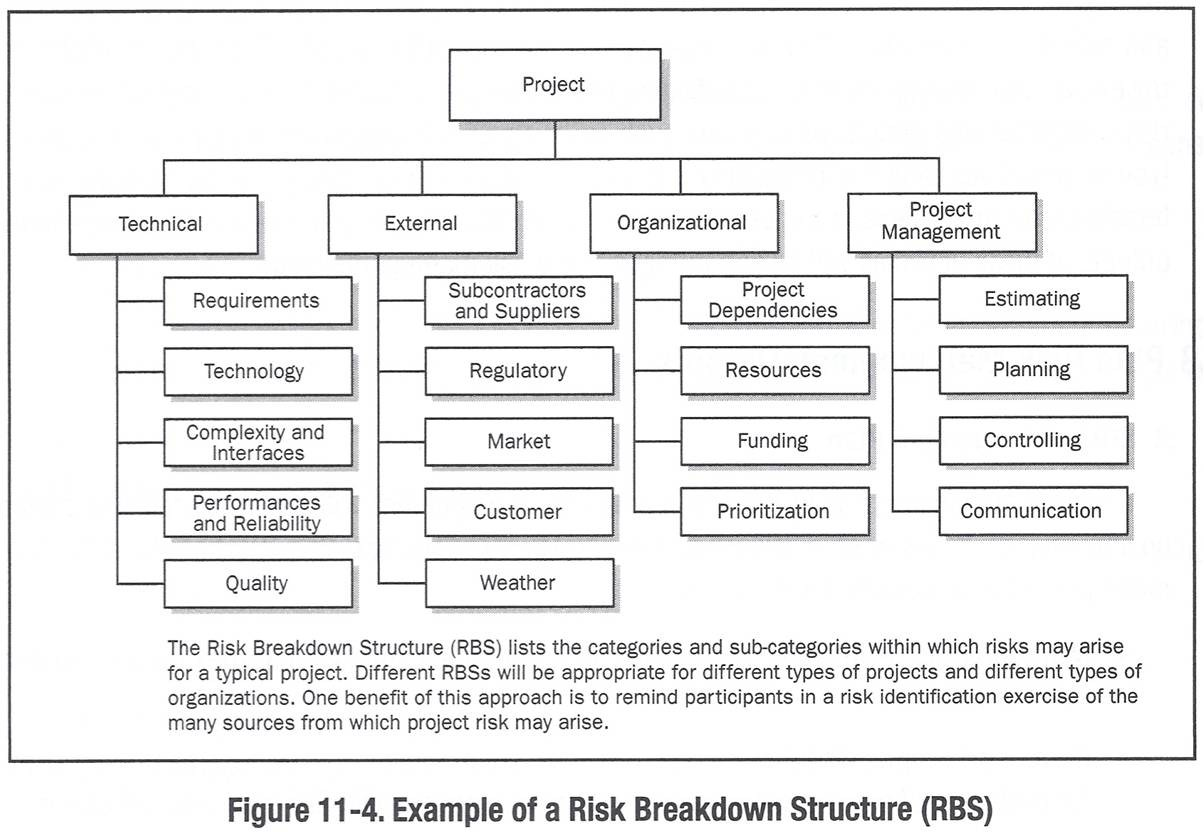 Project
Technical
External
Organizational
Project
Management
Requirements
Technology
Complexity and
Interfaces
Performances
and Reliability
Quality
Subcontractors
and Suppliers
Regulatory
Market
Customer
Weather
Project
Dependencies
Resources
Funding
Prioritization
Estimating
Planning
Controlling
Communication
The Risk Breakdown Structure (RBS) lists the categories and sub-categories within which risks may arise
for a typical project. Different RBSs will be appropriate for different types of projects and different types of
organizations. One benefit of this approach is to remind participants in a risk identification exercise of the
many sources from which project risk may arise.
Figure 11-4. Example of a Risk Breakdown Structure (RBS)